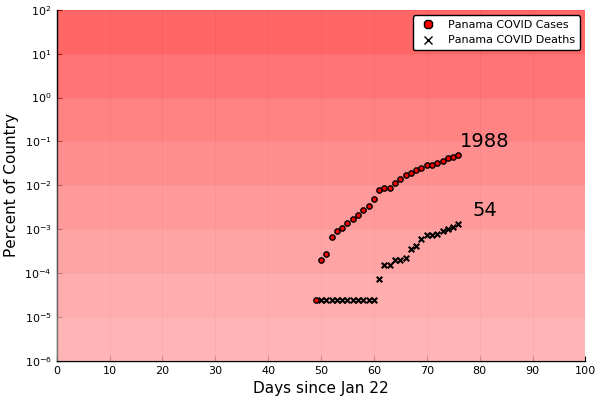 Panama COVID Cases
Panama COVID Deaths
1988
54
Percent of Country
10²
10¹
10⁰
10⁻¹
10⁻²
10⁻³
10⁻⁴
10⁻⁵
10⁻⁶
0 10 20 30 40 50 60 70 80 90 100
Days since Jan 22